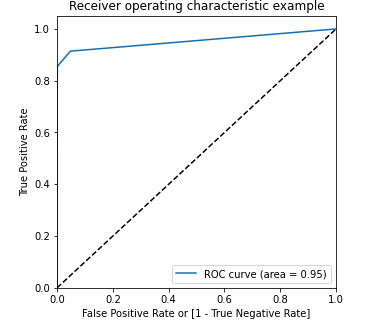 Receiver operating characteristic example
1.0
0.8
0.6
0.4
0.2
0.0
True Positive Rate
ROC curve (area = 0.95)
0.0 0.2 0.4 0.6 0.8 1.0
False Positive Rate or [1 - True Negative Rate]